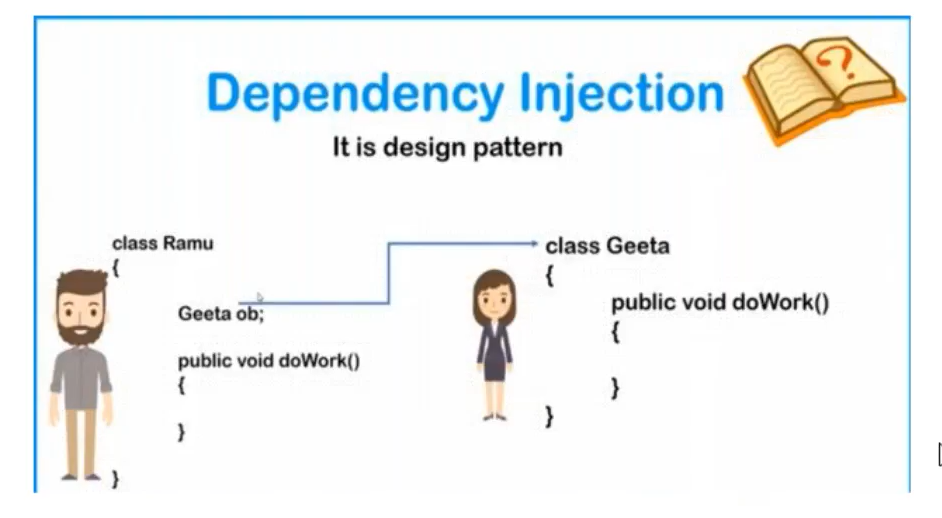 Dependency Injection
It is design pattern
class Ramu
{
Geeta ob;
public void doWork()
{
}
}
class Geeta
{
public void doWork()
{
}
}
?